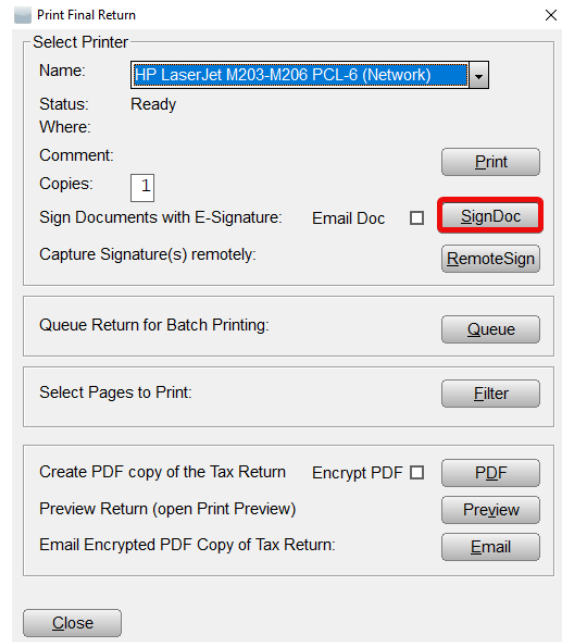 Print Final Return
Select Printer
Name: HP LaserJet M203-M206 PCL-6 (Network)
Status: Ready
Where:
Comment:
Print
Copies: 1
Sign Documents with E-Signature: Email Doc SignDoc
Capture Signature(s) remotely: RemoteSign
Queue Return for Batch Printing: Queue
Select Pages to Print: Filter
Create PDF copy of the Tax Return Encrypt PDF PDF
Preview Return (open Print Preview) Preview
Email Encrypted PDF Copy of Tax Return: Email
Close